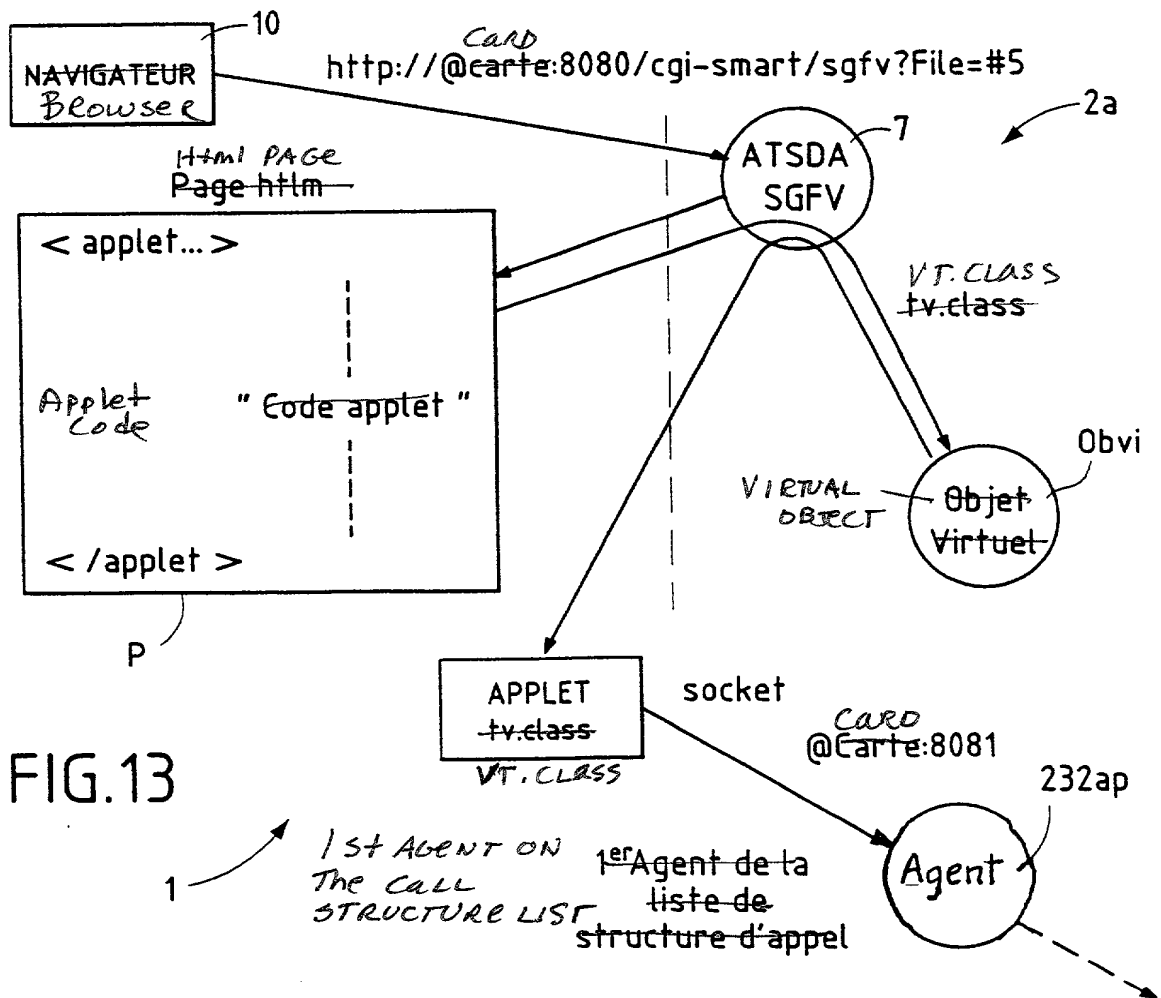 10
CARD
http://@carte:8080/cgi-smart/sgfv?File=#5
NAVIGATEUR
Browser
2a
7
ATSDA
SGFV
Html PAGE
Page htlm
< applet... >
VT.CLASS
tv.class
Applet
Code
" Code applet "
Obvi
VIRTUAL
OBJECT
Objet
Virtuel
< /applet >
P
APPLET
tv.class
VT.CLASS
socket
CARD
@Carte:8081
FIG.13
232ap
Agent
1
1st AGENT ON
The CALL
STRUCTURE LIST
1er Agent de la
liste de
structure d'appel